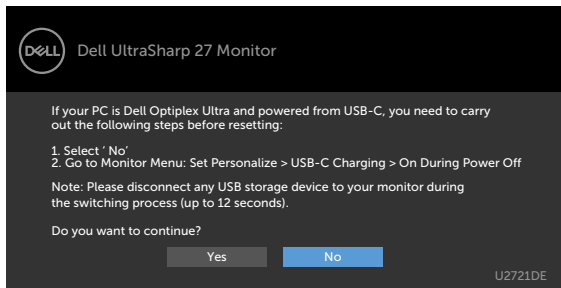 DELL
Dell UltraSharp 27 Monitor
If your PC is Dell Optiplex Ultra and powered from USB-C, you need to carry
out the following steps before resetting:
1. Select ‘ No’
2. Go to Monitor Menu: Set Personalize > USB-C Charging > On During Power Off
Note: Please disconnect any USB storage device to your monitor during
the switching process (up to 12 seconds).
Do you want to continue?
Yes No
U2721DE